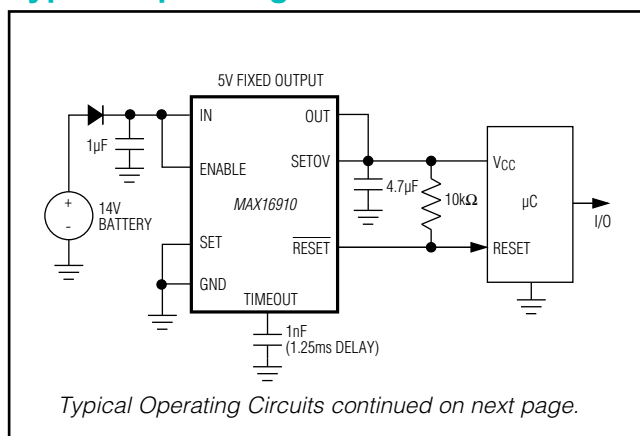 5V FIXED OUTPUT
IN
OUT
1µF
ENABLE
SETOV
VCC
4.7µF
10kΩ
µC
MAX16910
+
-
14V
BATTERY
I/O
SET
RESET
RESET
GND
TIMEOUT
1nF
(1.25ms DELAY)
Typical Operating Circuits continued on next page.